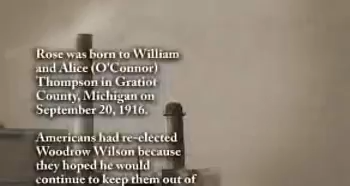 Rose was born to William
and Alice (O'Connor)
Thompson in Gratiot
County, Michigan on
September 20, 1916.
Americans had re-elected
Woodrow Wilson because
they hoped he would
continue to keep them out of